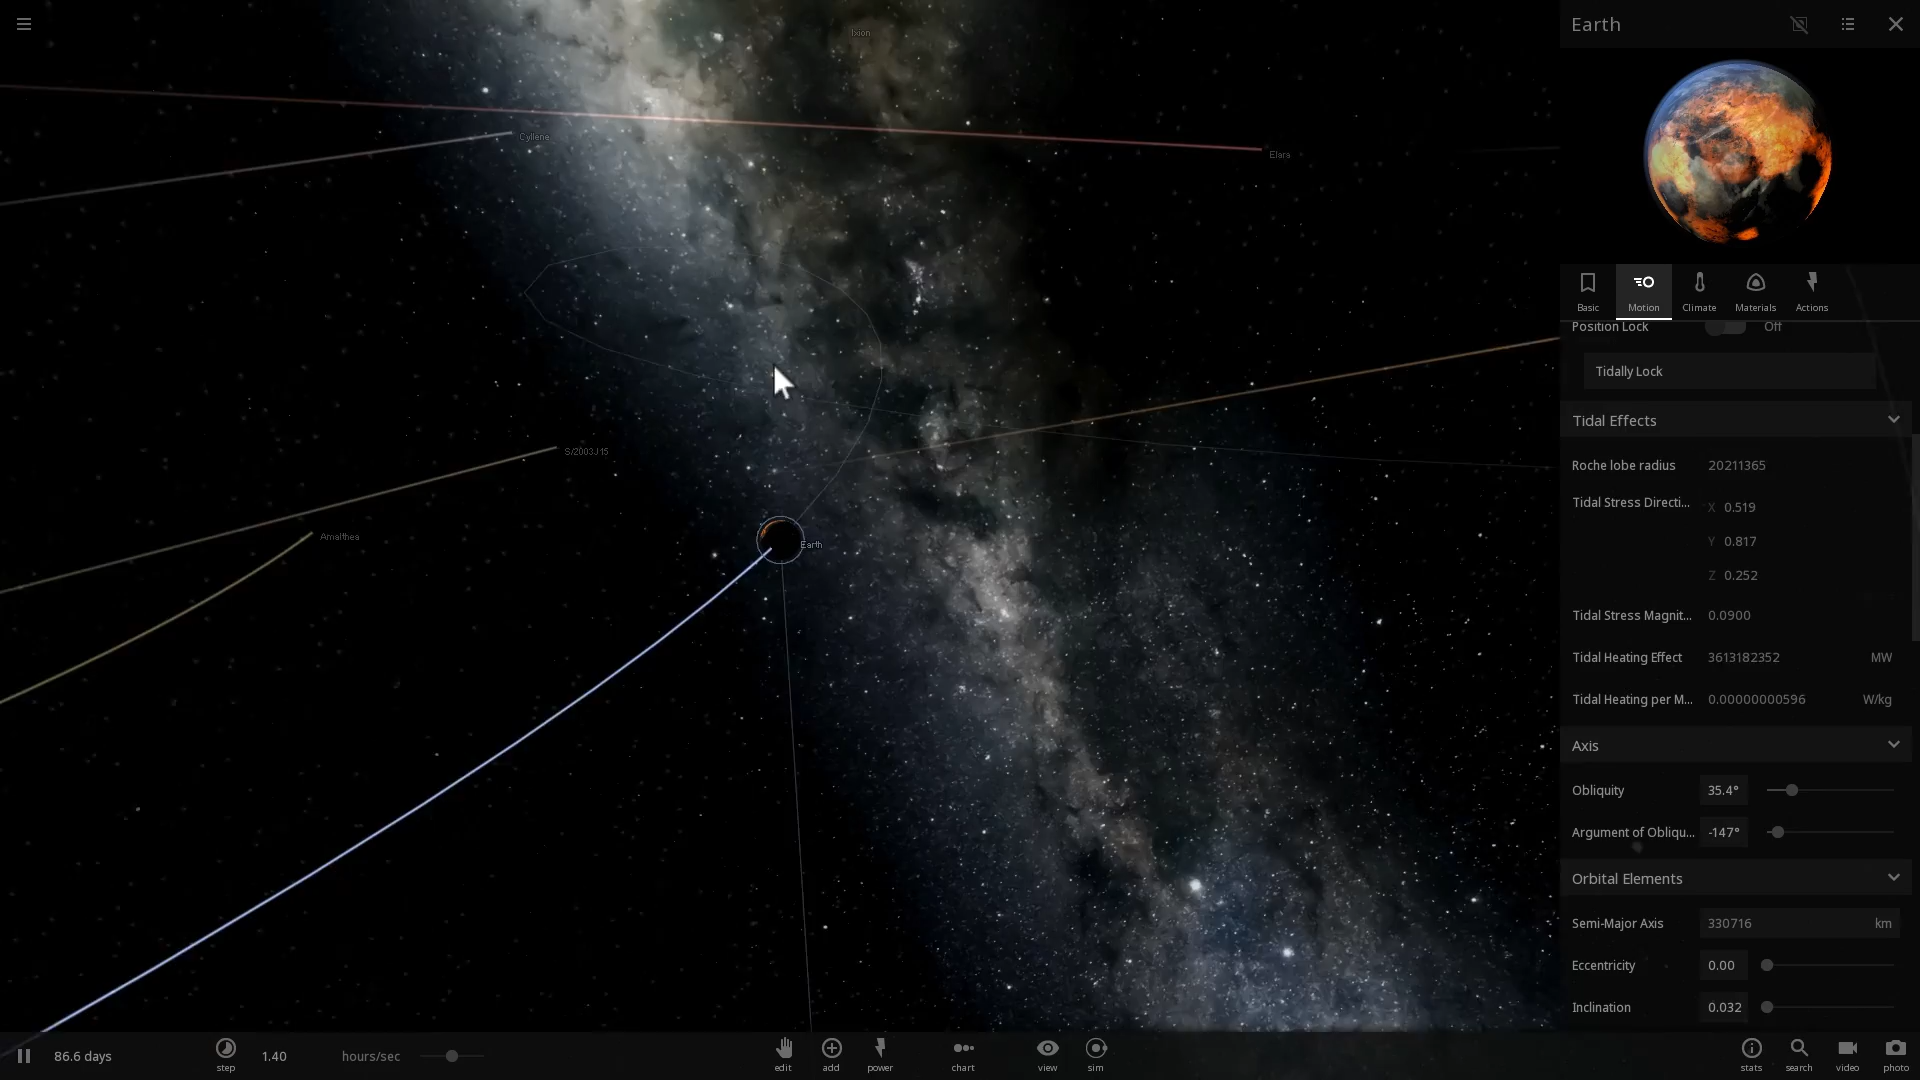 Earth
Ixion
Cyllene
Elara
S/2003J15
Amalthea
Earth
Basic
Motion
Climate
Materials
Actions
Position Lock Off
Tidally Lock
Tidal Effects
Roche lobe radius 20211365
Tidal Stress Directi... X 0.519
Y 0.817
Z 0.252
Tidal Stress Magnit... 0.0900
Tidal Heating Effect 3613182352 MW
Tidal Heating per M... 0.00000000596 W/kg
Axis
Obliquity 35.4°
Argument of Obliqu... -147°
Orbital Elements
Semi-Major Axis 330716 km
Eccentricity 0.00
Inclination 0.032
86.6 days
step
1.40 hours/sec
edit
add
power
chart
view
sim
stats
search
video
photo